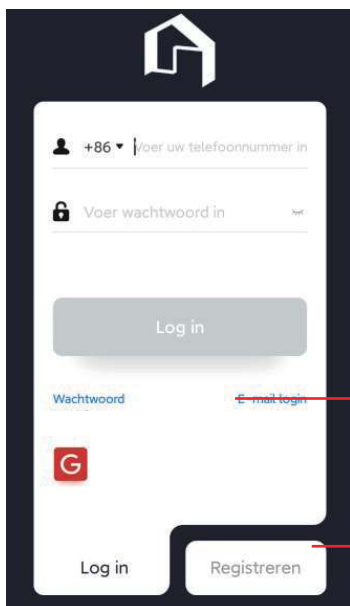 +86 Voer uw telefoonnummer in
Voer wachtwoord in
Log in
Wachtwoord E-mail login
G
Log in Registreren